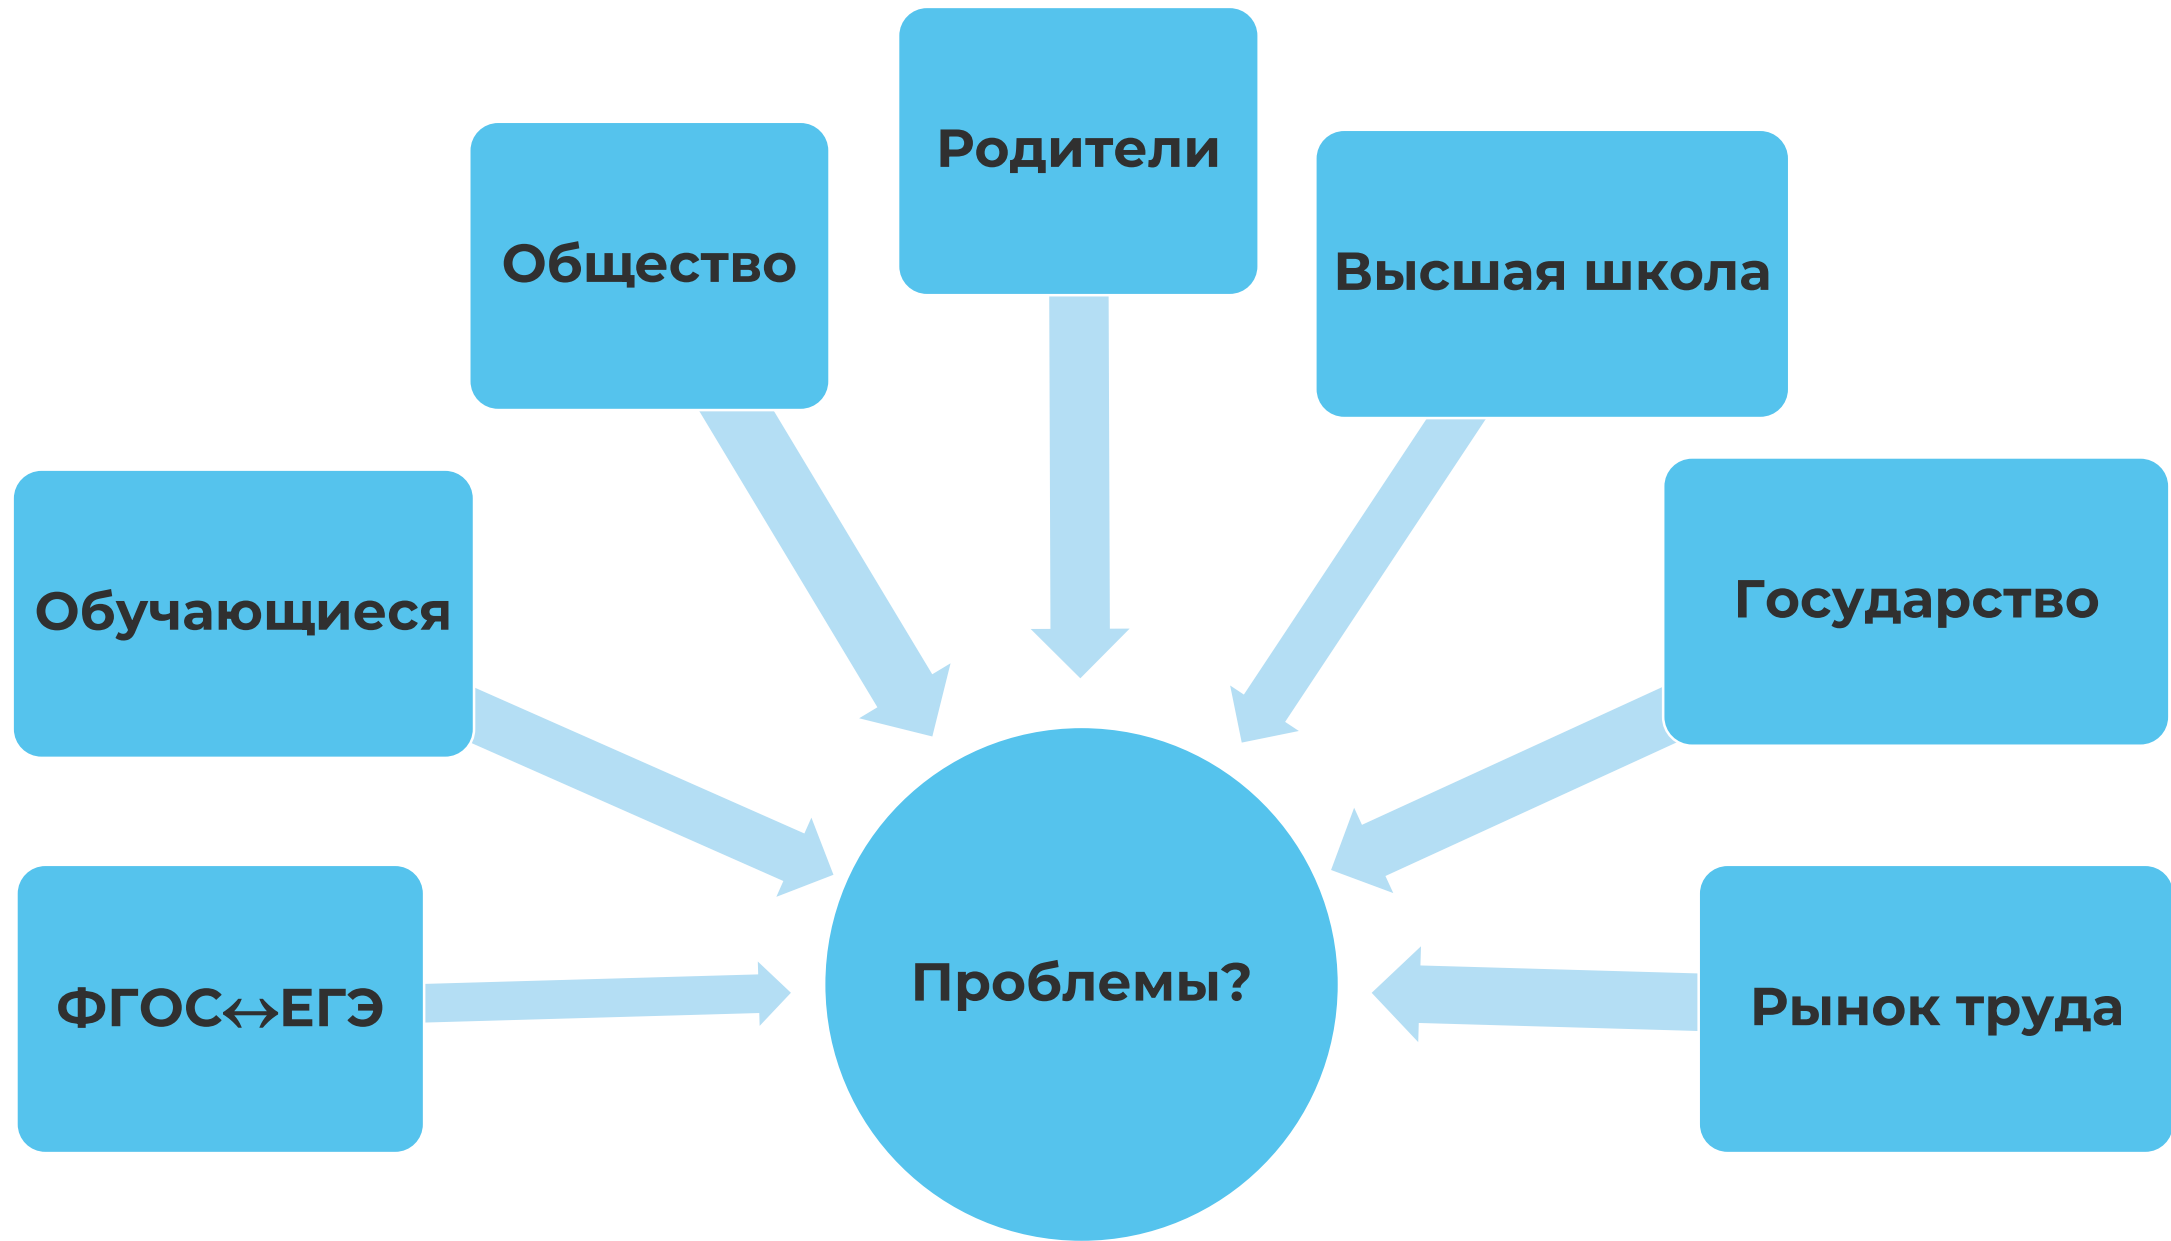 Родители
Общество
Высшая школа
Обучающиеся
Государство
ФГОС↔ЕГЭ
Проблемы?
Рынок труда